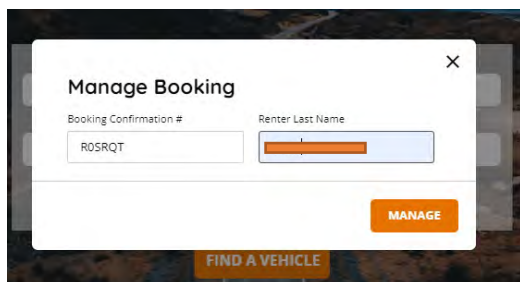 Manage Booking
Booking Confirmation # Renter Last Name
R0SRQT
MANAGE
FIND A VEHICLE